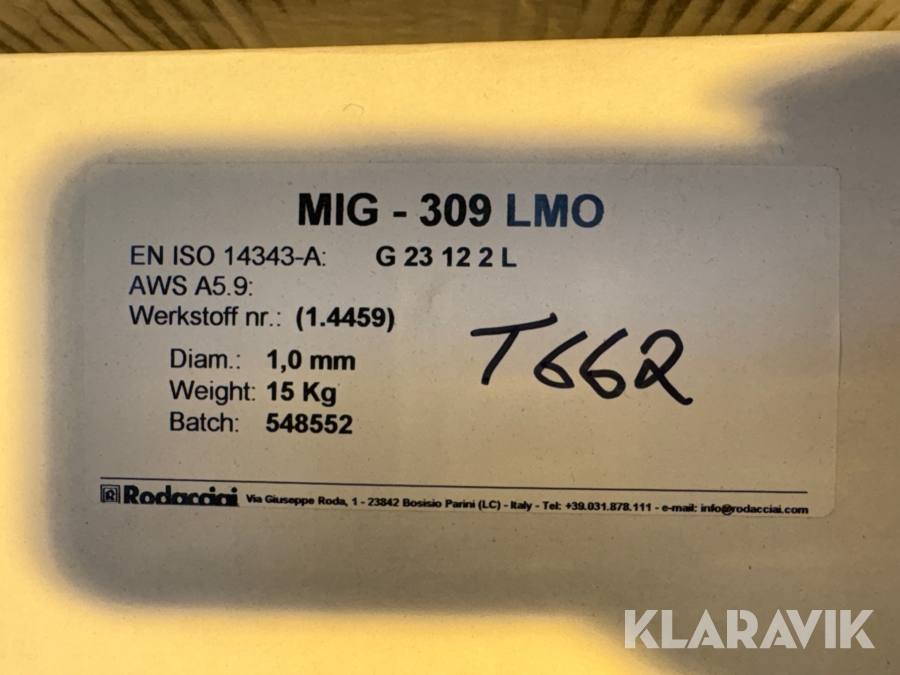 MIG - 309 LMO
EN ISO 14343-A: G 23 12 2 L
AWS A5.9:
Werkstoff nr.: (1.4459)
T662
Diam.: 1,0 mm
Weight: 15 Kg
Batch: 548552
R Rodacciai Via Giuseppe Roda, 1 - 23842 Bosisio Parini (LC) - Italy - Tel: +39.031.878.111 - e-mail: info@rodacciai.com
KLARAVIK